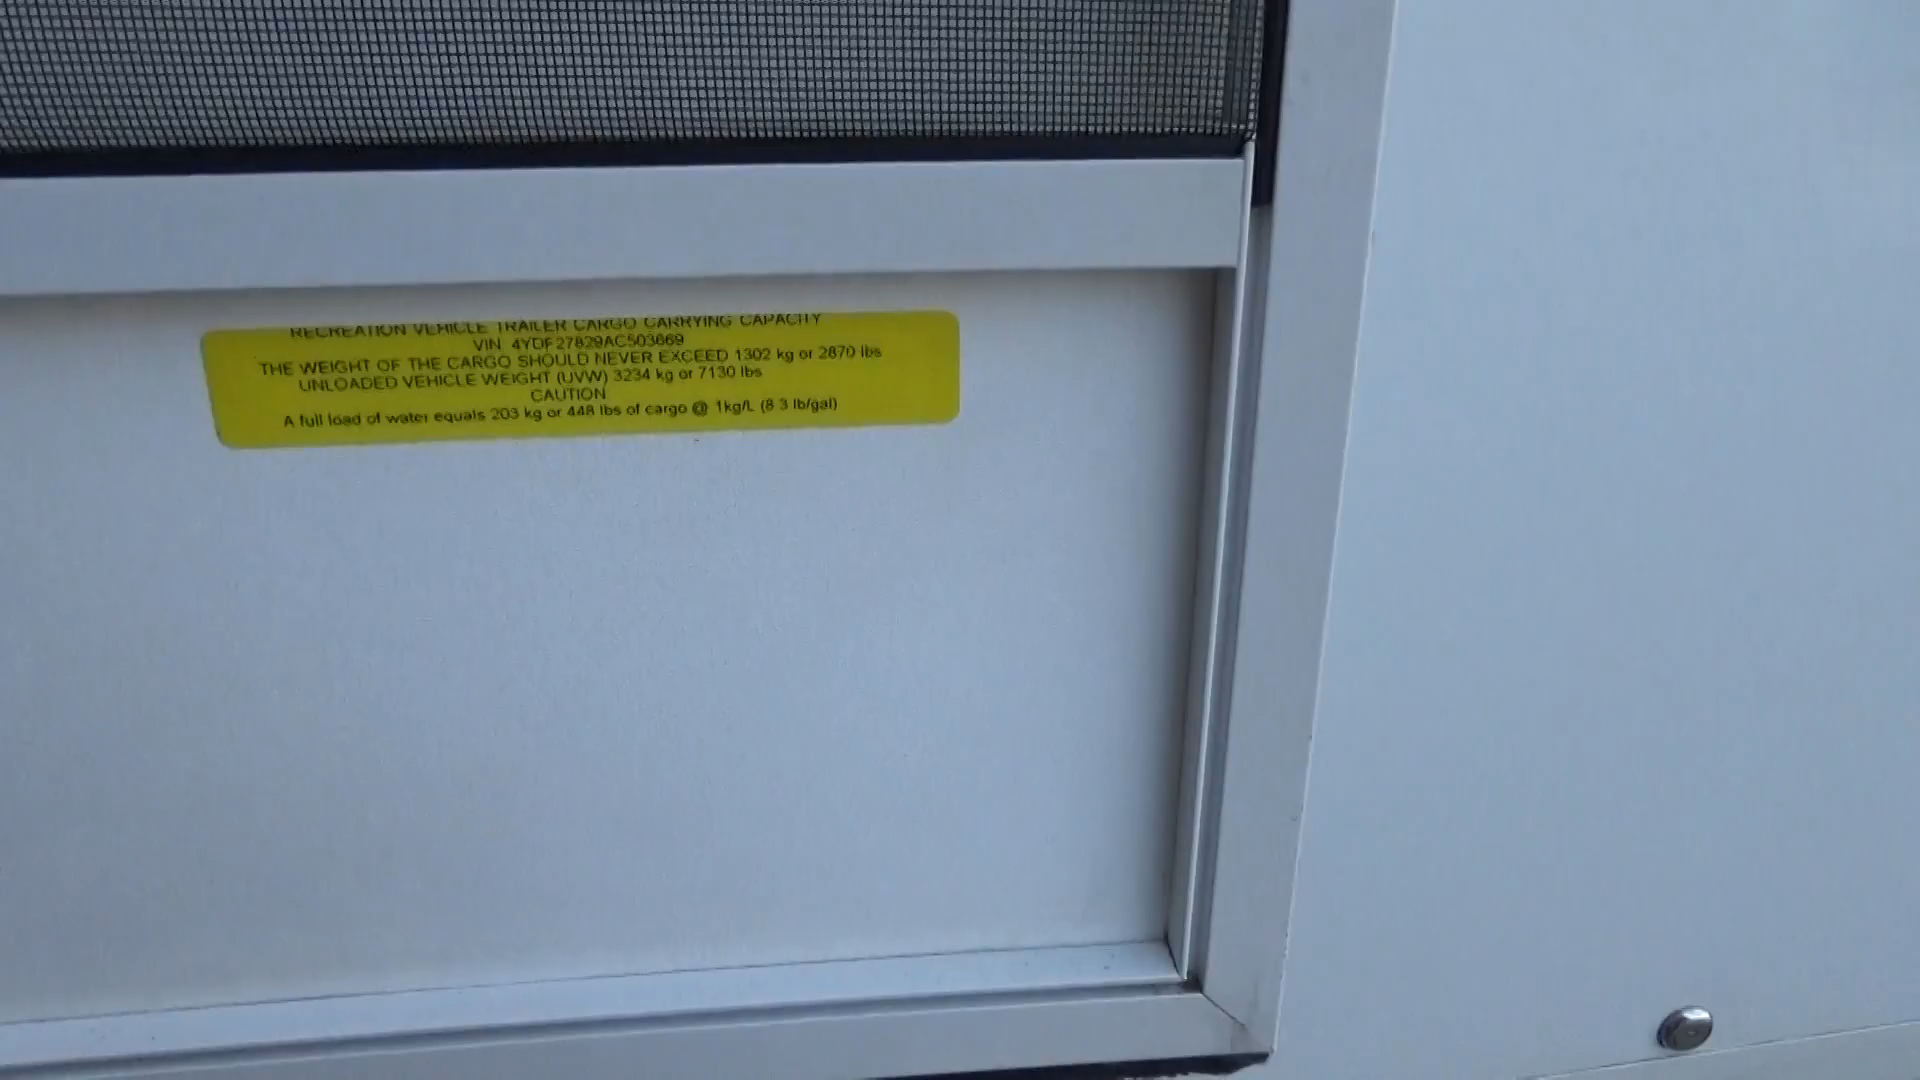 RECREATION VEHICLE TRAILER CARGO CARRYING CAPACITY
VIN 4YDF27829AC503669
THE WEIGHT OF THE CARGO SHOULD NEVER EXCEED 1302 kg or 2870 lbs
UNLOADED VEHICLE WEIGHT (UVW) 3234 kg or 7130 lbs
CAUTION
A full load of water equals 203 kg or 448 lbs of cargo @ 1kg/L (8 3 lb/gal)